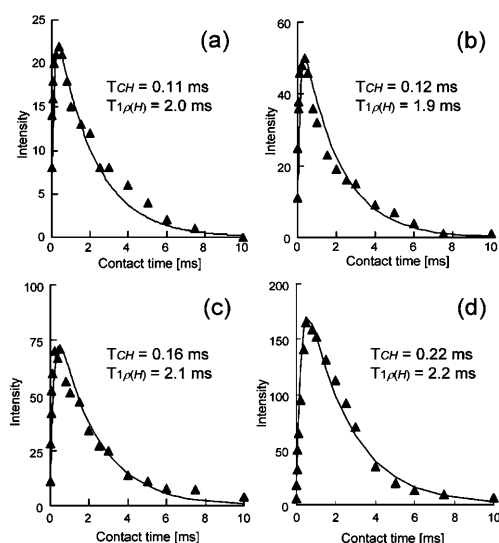 (a)
25
20
15
10
5
0
Intensity
TCH = 0.11 ms
T1ρ(H) = 2.0 ms
0 2 4 6 8 10
Contact time [ms]
(b)
60
40
20
0
Intensity
TCH = 0.12 ms
T1ρ(H) = 1.9 ms
0 2 4 6 8 10
Contact time [ms]
(c)
100
75
50
25
0
Intensity
TCH = 0.16 ms
T1ρ(H) = 2.1 ms
0 2 4 6 8 10
Contact time [ms]
(d)
200
150
100
50
0
Intensity
TCH = 0.22 ms
T1ρ(H) = 2.2 ms
0 2 4 6 8 10
Contact time [ms]